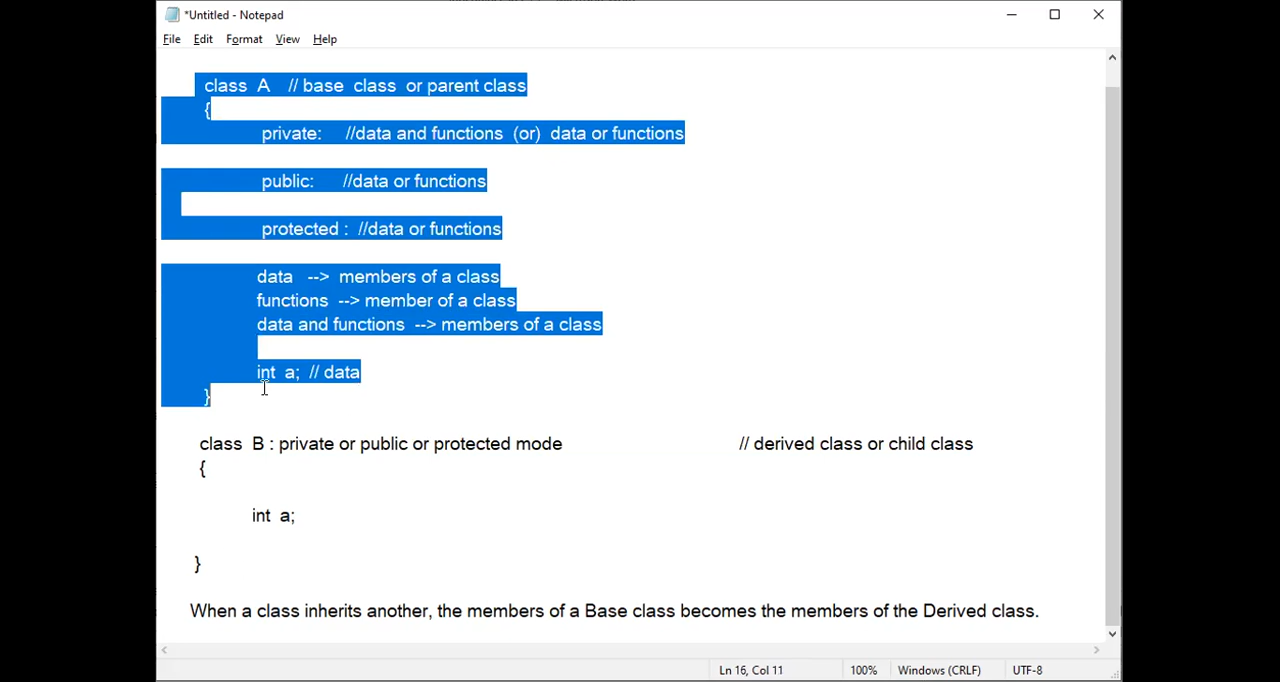 *Untitled - Notepad
File Edit Format View Help
class A // base class or parent class
{
private: //data and functions (or) data or functions
public: //data or functions
protected : //data or functions
data --> members of a class
functions --> member of a class
data and functions --> members of a class
int a; // data
}
class B : private or public or protected mode // derived class or child class
{
int a;
}
When a class inherits another, the members of a Base class becomes the members of the Derived class.
Ln 16, Col 11 100% Windows (CRLF) UTF-8